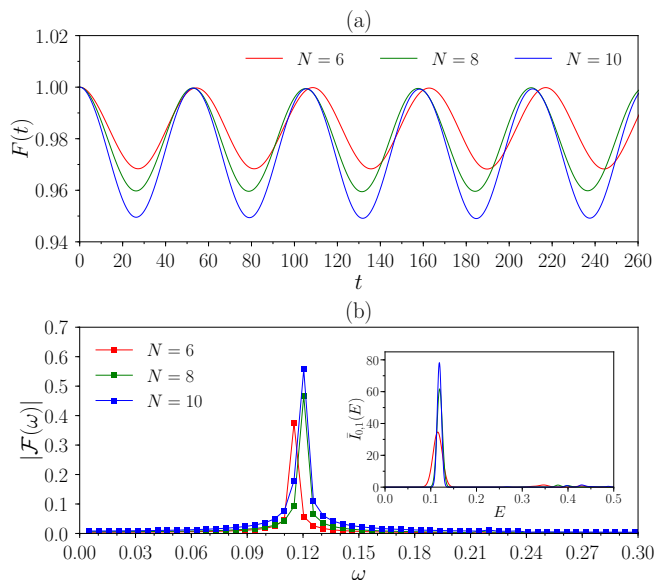 (a)
1.02
1.00
0.98
0.96
0.94
F(t)
N = 6
N = 8
N = 10
0 20 40 60 80 100 120 140 160 180 200 220 240 260
t
(b)
0.7
0.6
0.5
0.4
0.3
0.2
0.1
0.0
|ℱ(ω)|
N = 6
N = 8
N = 10
80
60
40
20
0
Ī₀,₁(E)
0.0 0.1 0.2 0.3 0.4 0.5
E
0.00 0.03 0.06 0.09 0.12 0.15 0.18 0.21 0.24 0.27 0.30
ω